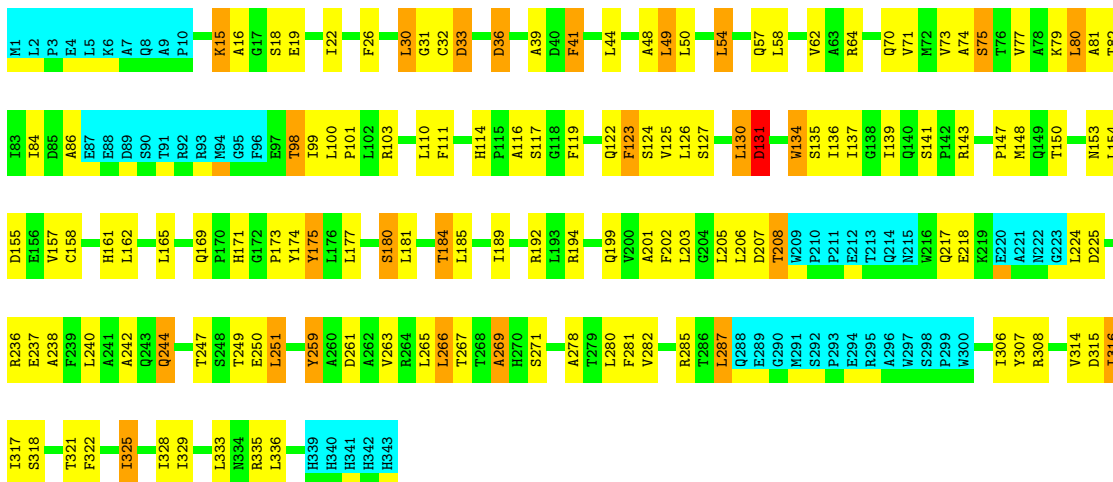 M1 L2 P3 E4 L5 K6 A7 Q8 A9 P10 K15 A16 G17 S18 E19 I22 F26 L30 G31 C32 D33 D36 A39 D40 F41 L44 A48 L49 L50 L54 Q57 L58 V62 A63 R64 Q70 V71 M72 V73 A74 S75 T76 V77 A78 K79 L80 A81 T82
I83 I84 D85 A86 E87 E88 D89 S90 T91 R92 R93 M94 G95 F96 E97 T98 I99 L100 P101 L102 R103 L110 F111 H114 P115 A116 S117 G118 F119 Q122 F123 S124 V125 L126 S127 L130 D131 W134 S135 I136 I137 G138 I139 Q140 S141 P142 R143 P147 M148 Q149 T150 N153 L154
D155 E156 V157 C158 H161 L162 L165 Q169 P170 H171 G172 P173 Y174 Y175 L176 L177 S180 L181 T184 L185 I189 R192 L193 R194 Q199 V200 A201 F202 L203 G204 L205 L206 D207 T208 W209 P210 P211 E212 T213 Q214 N215 W216 Q217 E218 K219 E220 A221 N222 G223 L224 D225
R236 E237 A238 F239 L240 A241 A242 Q243 Q244 T247 S248 T249 E250 L251 Y259 A260 D261 A262 V263 R264 L265 L266 T267 T268 A269 H270 S271 A278 T279 L280 F281 V282 R285 T286 L287 Q288 E289 G290 M291 S292 P293 E294 R295 A296 W297 S298 P299 W300 I306 Y307 R308 V314 D315 I316
I317 S318 T321 F322 I325 I328 I329 L333 N334 R335 L336 H339 H340 H341 H342 H343